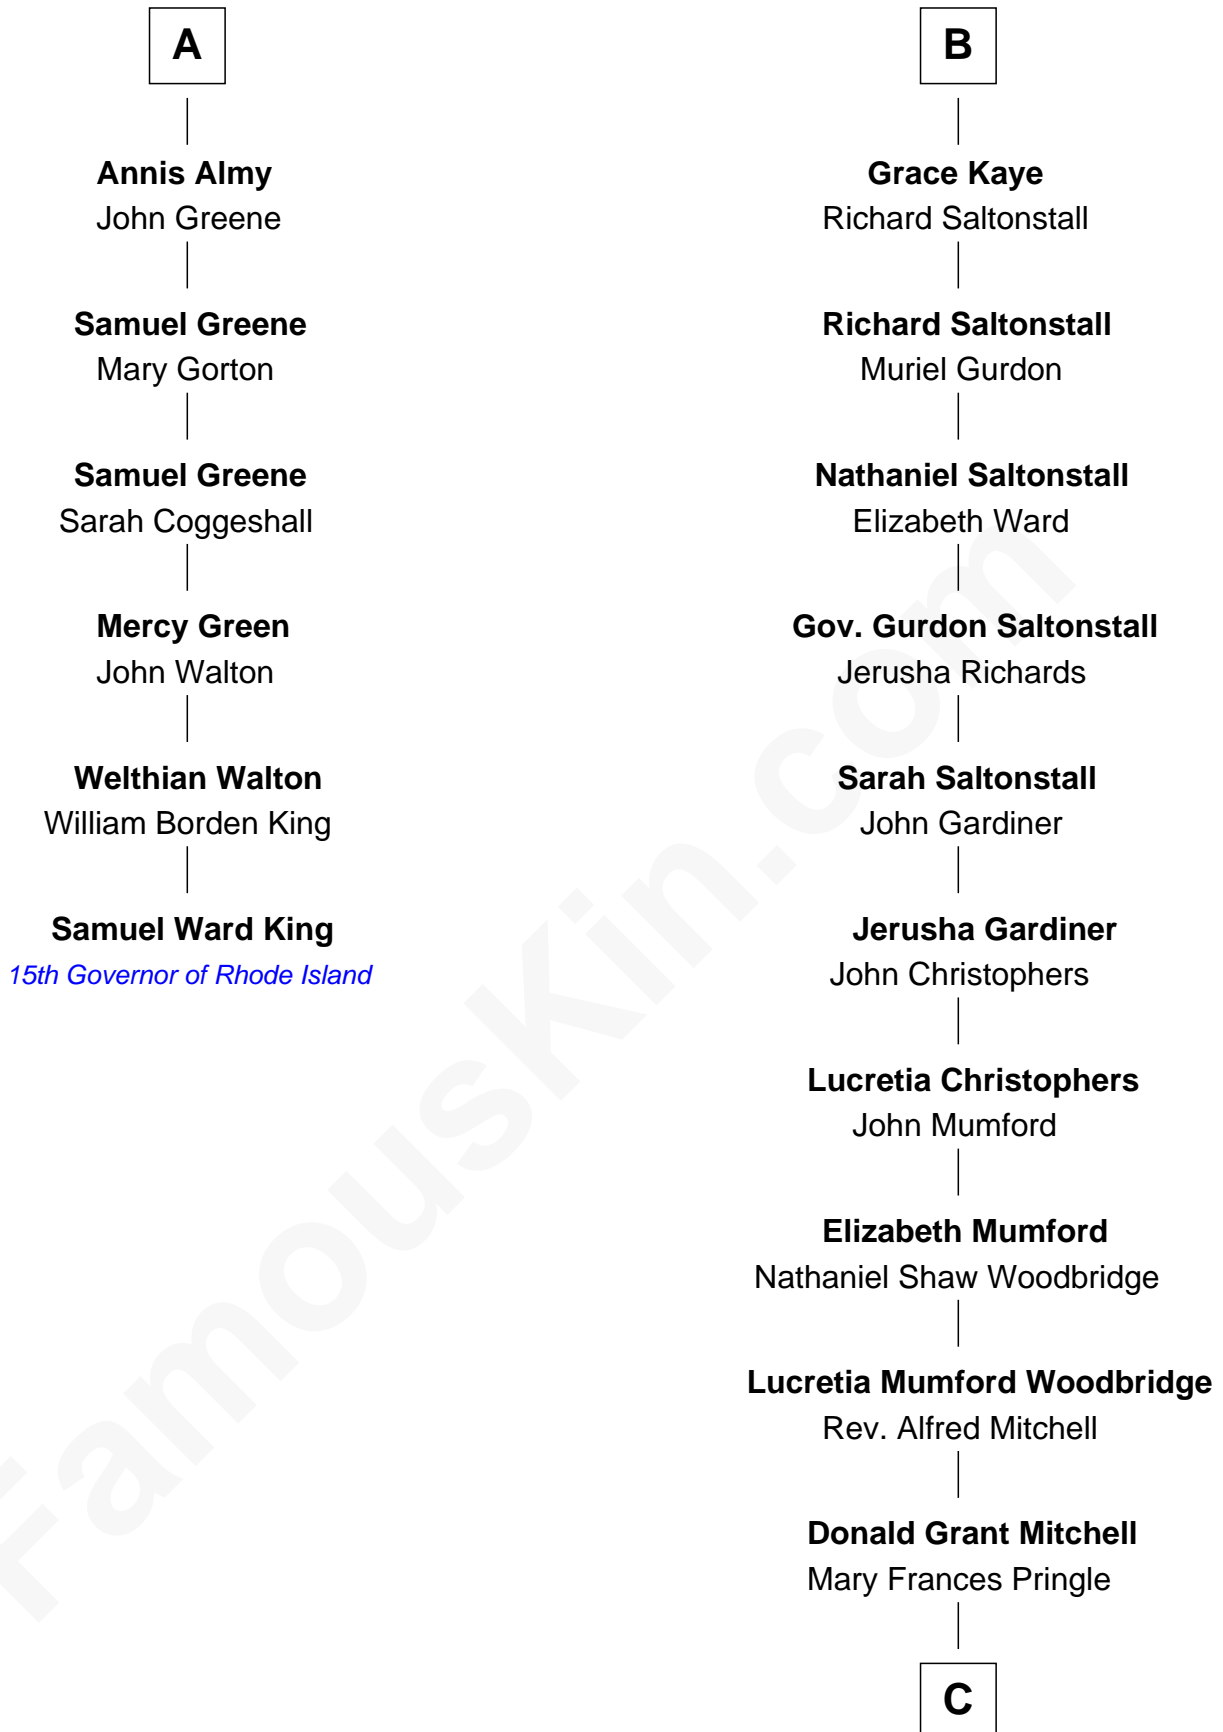 A
Annis Almy
John Greene
Samuel Greene
Mary Gorton
Samuel Greene
Sarah Coggeshall
Mercy Green
John Walton
Welthian Walton
William Borden King
Samuel Ward King
15th Governor of Rhode Island
B
Grace Kaye
Richard Saltonstall
Richard Saltonstall
Muriel Gurdon
Nathaniel Saltonstall
Elizabeth Ward
Gov. Gurdon Saltonstall
Jerusha Richards
Sarah Saltonstall
John Gardiner
Jerusha Gardiner
John Christophers
Lucretia Christophers
John Mumford
Elizabeth Mumford
Nathaniel Shaw Woodbridge
Lucretia Mumford Woodbridge
Rev. Alfred Mitchell
Donald Grant Mitchell
Mary Frances Pringle
C
FamousKin.com